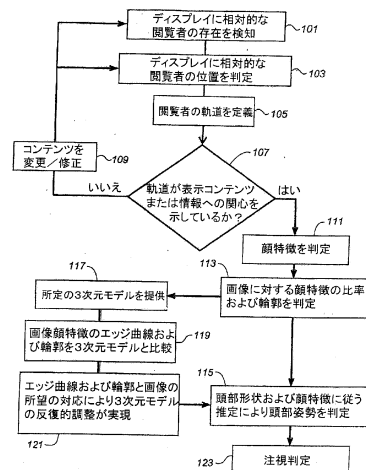 ディスプレイに相対的な
閲覧者の存在を検知
101
ディスプレイに相対的な
閲覧者の位置を判定
103
閲覧者の軌道を定義
105
コンテンツを
変更／修正
109
107
いいえ
軌道が表示コンテンツ
または情報への関心を
示しているか？
はい
111
顔特徴を判定
113
画像に対する顔特徴の比率
および輪郭を判定
117
所定の3次元モデルを提供
画像顔特徴のエッジ曲線およ
び輪郭を3次元モデルと比較
119
エッジ曲線および輪郭と画像の
所望の対応により3次元モデル
の反復的調整が実現
121
115
頭部形状および顔特徴に従う
推定により頭部姿勢を判定
注視判定
123